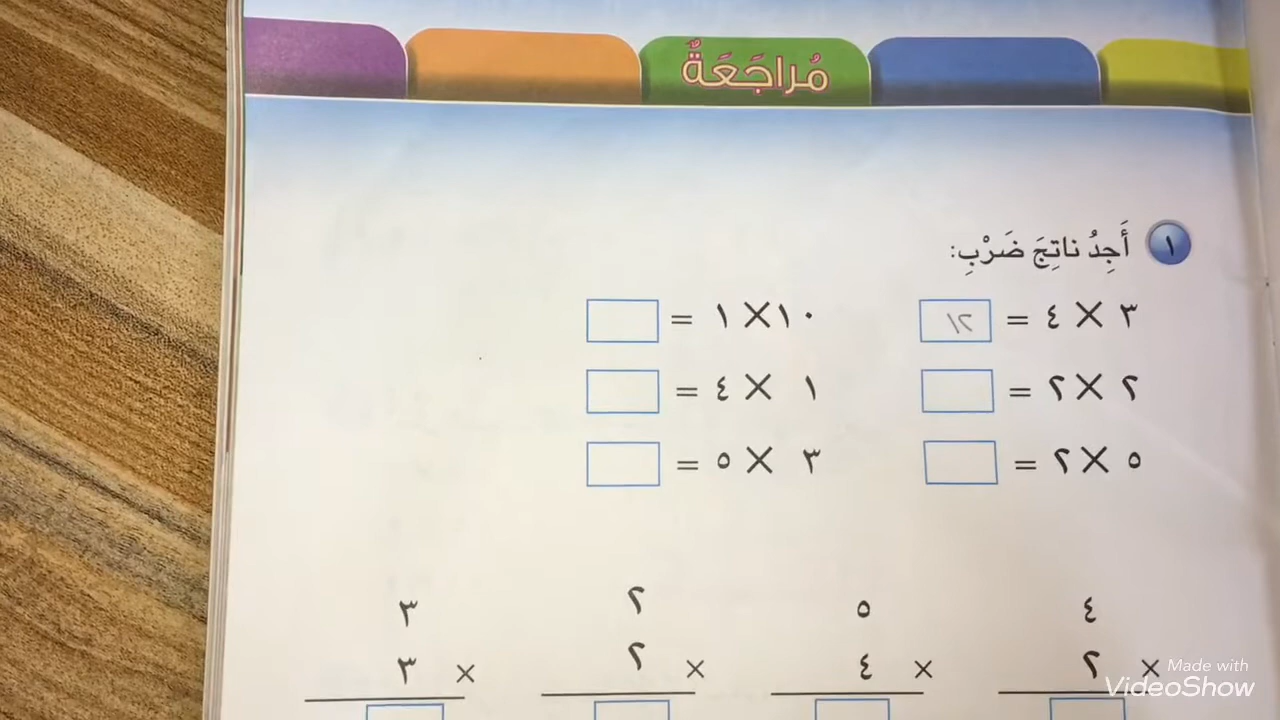 مُراجَعَةٌ
١ أَجِدُ ناتِجَ ضَرْبِ:
٣ × ٤ = ١٢
١٠ × ١ =
٢ × ٢ =
١ × ٤ =
٥ × ٢ =
٣ × ٥ =
٤ ٥ ٢ ٣
× ٢ × ٤ × ٢ × ٣
Made with
VideoShow